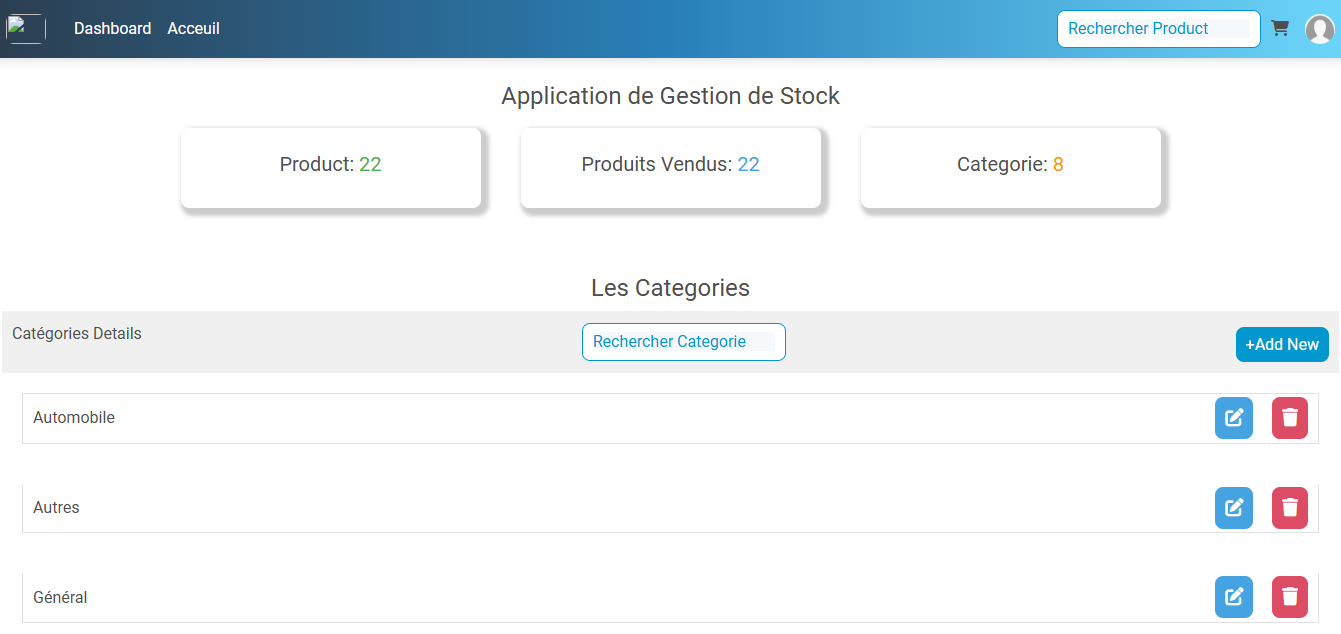 Dashboard Acceuil Rechercher Product
Application de Gestion de Stock
Product: 22 Produits Vendus: 22 Categorie: 8
Les Categories
Catégories Details Rechercher Categorie +Add New
Automobile
Autres
Général